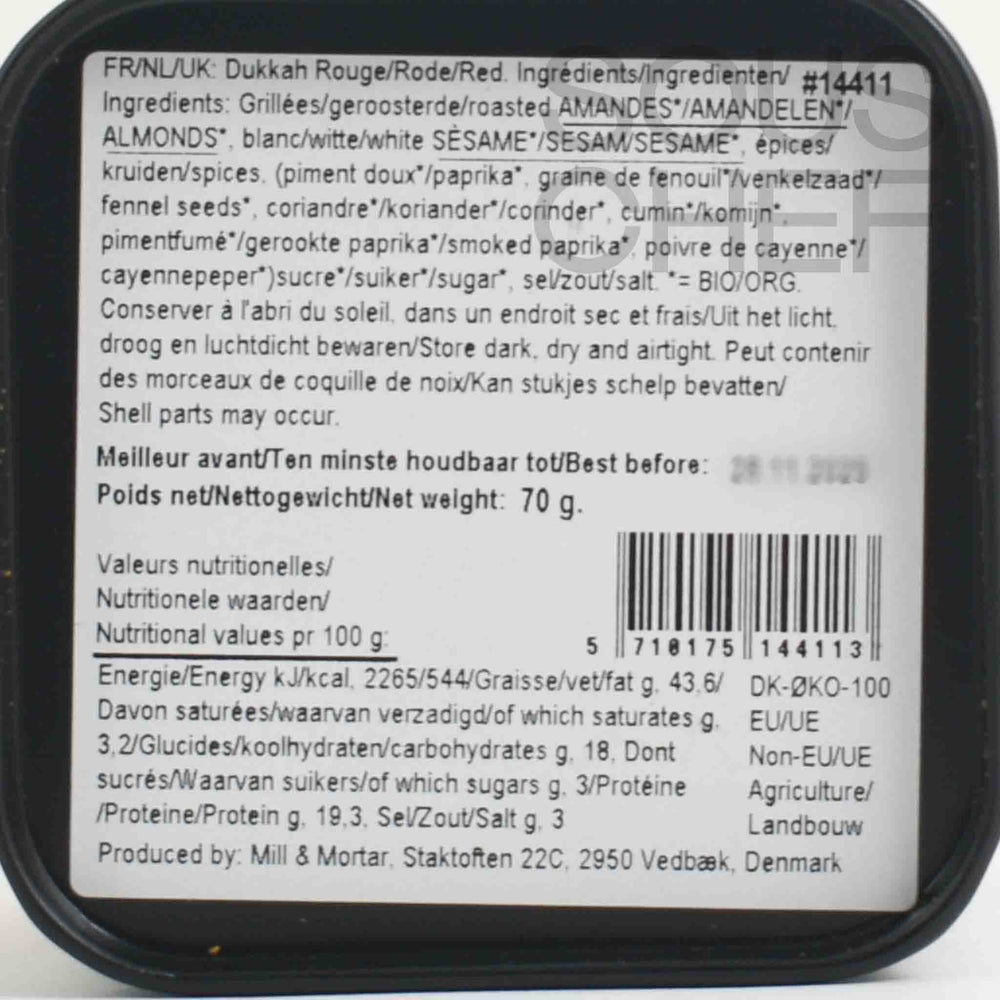 FR/NL/UK: Dukkah Rouge/Rode/Red. Ingrédients/Ingredienten/ #14411
Ingredients: Grillées/geroosterde/roasted AMANDES*/AMANDELEN*/
ALMONDS*, blanc/witte/white SÈSAME*/SESAM/SESAME*, épices/
kruiden/spices, (piment doux*/paprika*, graine de fenouil*/venkelzaad*/
fennel seeds*, coriandre*/koriander*/corinder*, cumin*/komijn*,
pimentfumé*/gerookte paprika*/smoked paprika*, poivre de cayenne*/
cayennepeper*)sucre*/suiker*/sugar*, sel/zout/salt. *= BIO/ORG.
Conserver à l'abri du soleil, dans un endroit sec et frais/Uit het licht,
droog en luchtdicht bewaren/Store dark, dry and airtight. Peut contenir
des morceaux de coquille de noix/Kan stukjes schelp bevatten/
Shell parts may occur.
Meilleur avant/Ten minste houdbaar tot/Best before:
Poids net/Nettogewicht/Net weight: 70 g.
Valeurs nutritionelles/
Nutritionele waarden/
Nutritional values pr 100 g:
5 710175 144113
Energie/Energy kJ/kcal, 2265/544/Graisse/vet/fat g, 43,6/
Davon saturées/waarvan verzadigd/of which saturates g,
3,2/Glucides/koolhydraten/carbohydrates g, 18, Dont
sucrés/Waarvan suikers/of which sugars g, 3/Protéine
/Proteine/Protein g, 19,3, Sel/Zout/Salt g, 3
DK-ØKO-100
EU/UE
Non-EU/UE
Agriculture/
Landbouw
Produced by: Mill & Mortar, Staktoften 22C, 2950 Vedbæk, Denmark
SOUS
CHEF